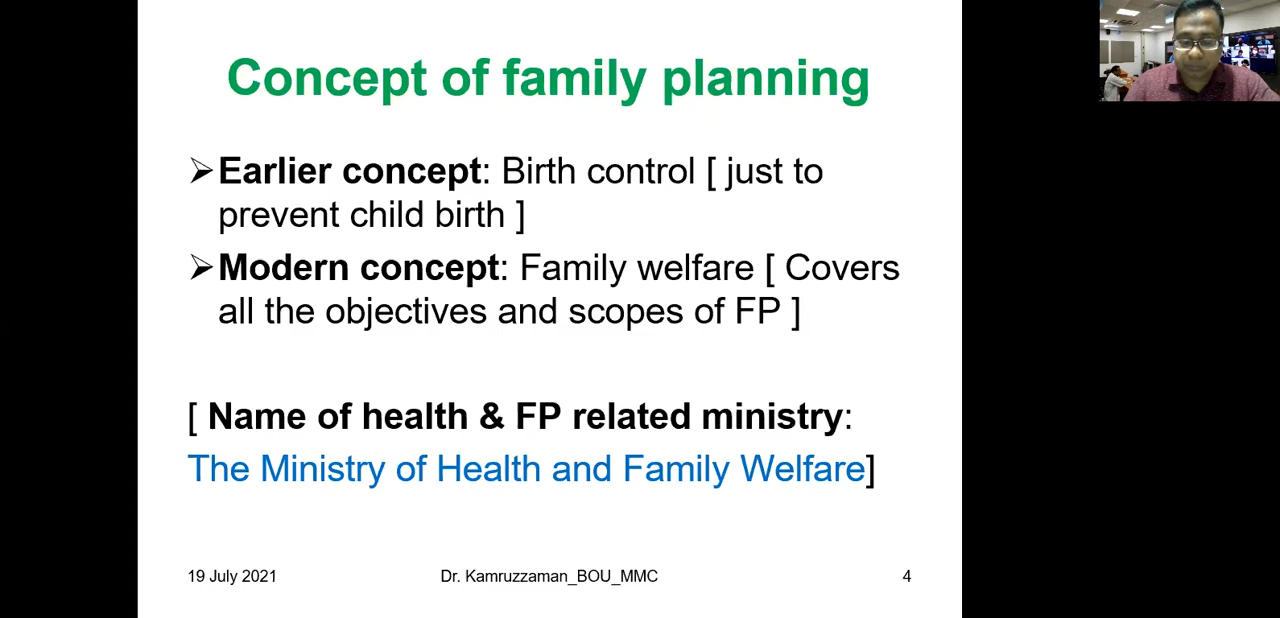 Concept of family planning
➢Earlier concept: Birth control [ just to
prevent child birth ]
➢Modern concept: Family welfare [ Covers
all the objectives and scopes of FP ]
[ Name of health & FP related ministry:
The Ministry of Health and Family Welfare]
19 July 2021 Dr. Kamruzzaman_BOU_MMC 4